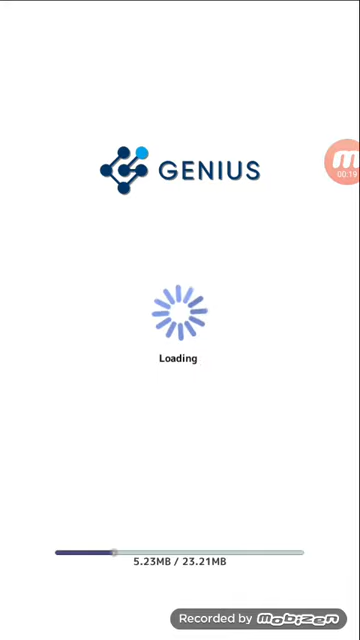 GENIUS
00:19
Loading
5.23MB / 23.21MB
Recorded by mobizen